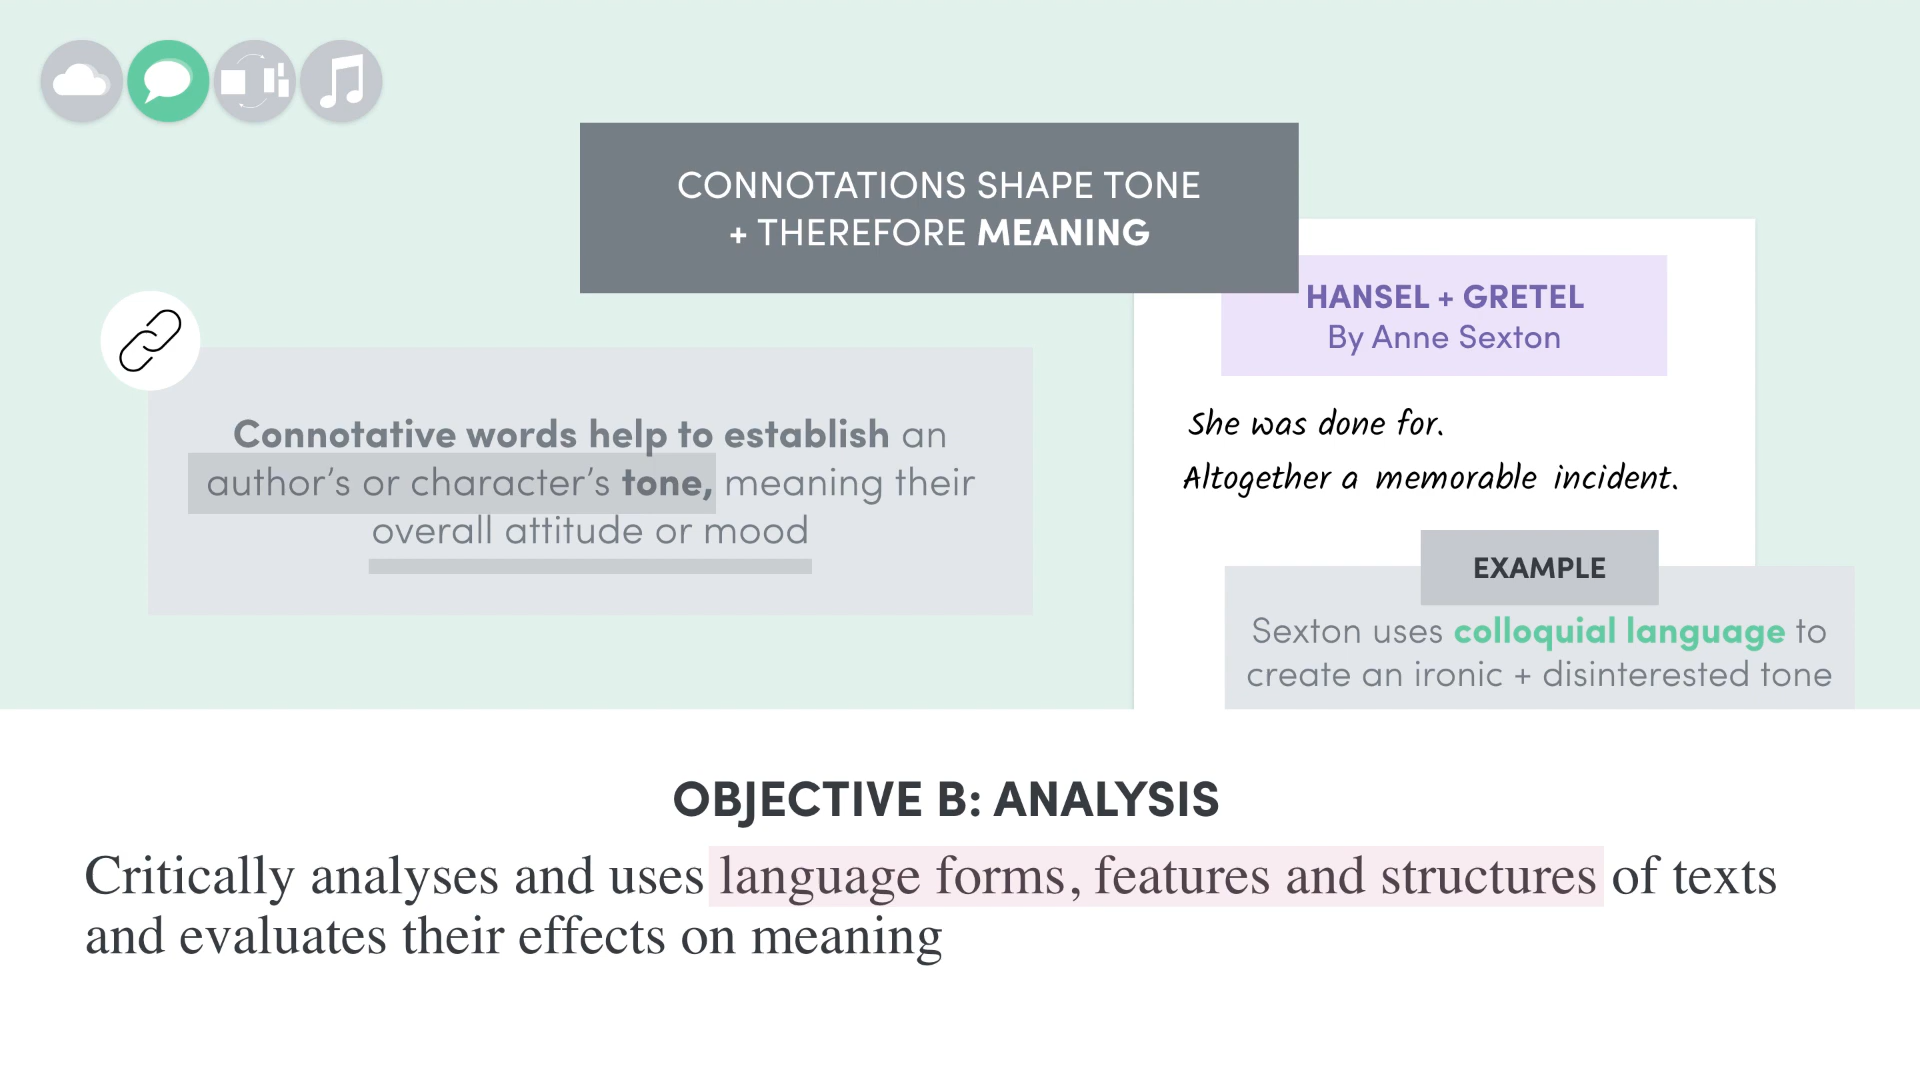 CONNOTATIONS SHAPE TONE
+ THEREFORE MEANING
Connotative words help to establish an
author’s or character’s tone, meaning their
overall attitude or mood
HANSEL + GRETEL
By Anne Sexton
She was done for.
Altogether a memorable incident.
EXAMPLE
Sexton uses colloquial language to
create an ironic + disinterested tone
OBJECTIVE B: ANALYSIS
Critically analyses and uses language forms, features and structures of texts
and evaluates their effects on meaning